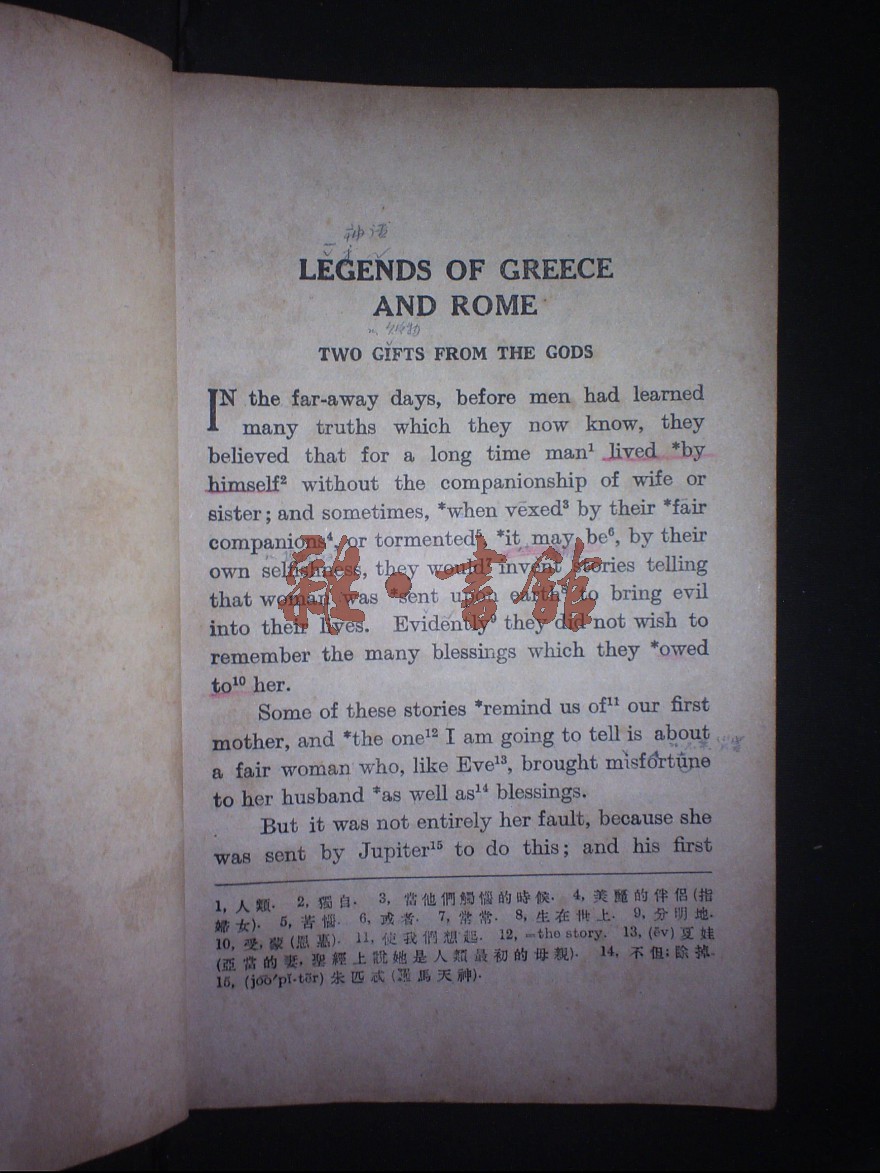 神话
LEGENDS OF GREECE
AND ROME
TWO GIFTS FROM THE GODS
IN the far-away days, before men had learned
many truths which they now know, they
believed that for a long time man¹ lived *by
himself² without the companionship of wife or
sister; and sometimes, *when vexed³ by their *fair
companions⁴, or tormented⁵, *it may be⁶, by their
own selfishness, they would⁷ invent stories telling
that woman was *sent upon earth⁸ to bring evil
into their lives. Evidently⁹ they did not wish to
remember the many blessings which they *owed
to¹⁰ her.
Some of these stories *remind us of¹¹ our first
mother, and *the one¹² I am going to tell is about
a fair woman who, like Eve¹³, brought misfortune
to her husband *as well as¹⁴ blessings.
But it was not entirely her fault, because she
was sent by Jupiter¹⁵ to do this; and his first
1, 人類. 2, 獨自. 3, 當他們觸惱的時候. 4, 美麗的伴侶(指
婦女). 5, 苦惱. 6, 或者. 7, 常常. 8, 生在世上. 9, 分明地.
10, 受,蒙(恩惠). 11, 使我們想起. 12, =the story. 13, (ēv) 夏娃
(亞當的妻,聖經上說她是人類最初的母親). 14, 不但;除掉.
15, (jōō′pĭ-tẽr) 朱匹忒(羅馬天神).
雜·書館